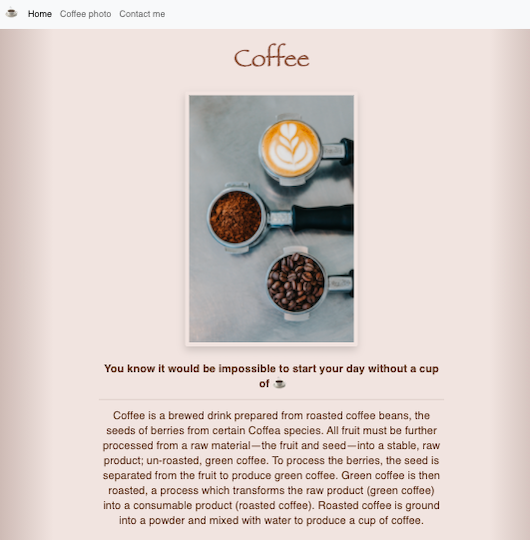 Home Coffee photo Contact me
Coffee
You know it would be impossible to start your day without a cup
of ☕
Coffee is a brewed drink prepared from roasted coffee beans, the
seeds of berries from certain Coffea species. All fruit must be further
processed from a raw material—the fruit and seed—into a stable, raw
product; un-roasted, green coffee. To process the berries, the seed is
separated from the fruit to produce green coffee. Green coffee is then
roasted, a process which transforms the raw product (green coffee)
into a consumable product (roasted coffee). Roasted coffee is ground
into a powder and mixed with water to produce a cup of coffee.